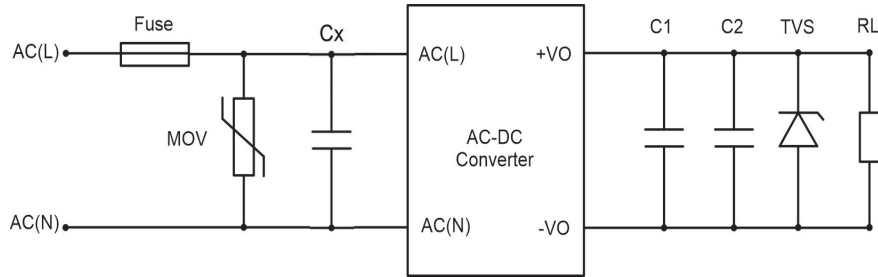 Fuse
Cx
C1
C2
TVS
RL
AC(L)
AC(L)
+VO
MOV
AC-DC
Converter
AC(N)
AC(N)
-VO